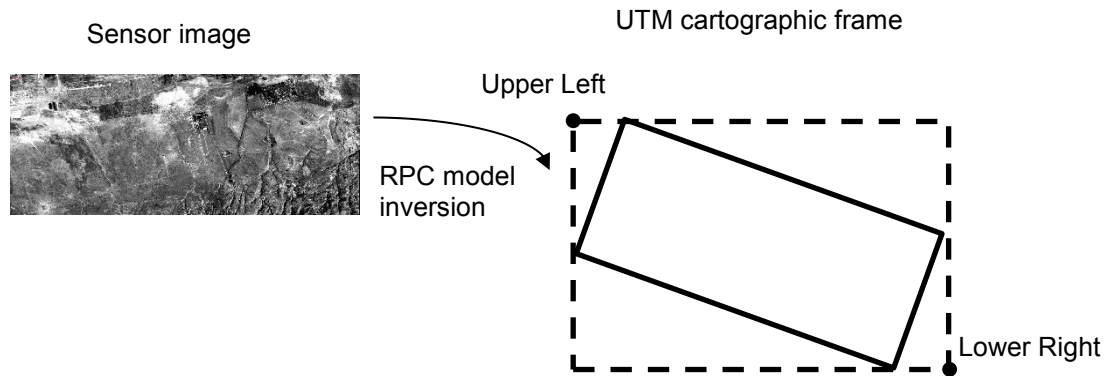 Sensor image
UTM cartographic frame
Upper Left
RPC model
inversion
Lower Right